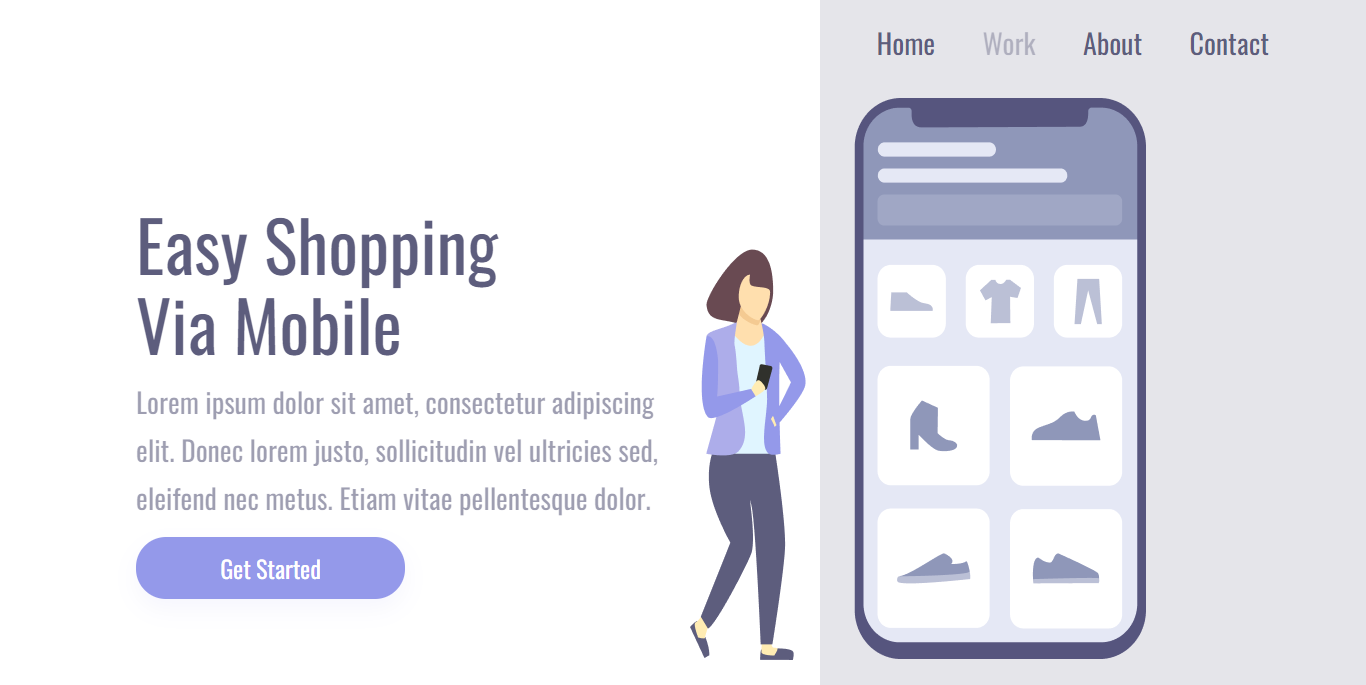 Home Work About Contact
Easy Shopping
Via Mobile
Lorem ipsum dolor sit amet, consectetur adipiscing
elit. Donec lorem justo, sollicitudin vel ultricies sed,
eleifend nec metus. Etiam vitae pellentesque dolor.
Get Started